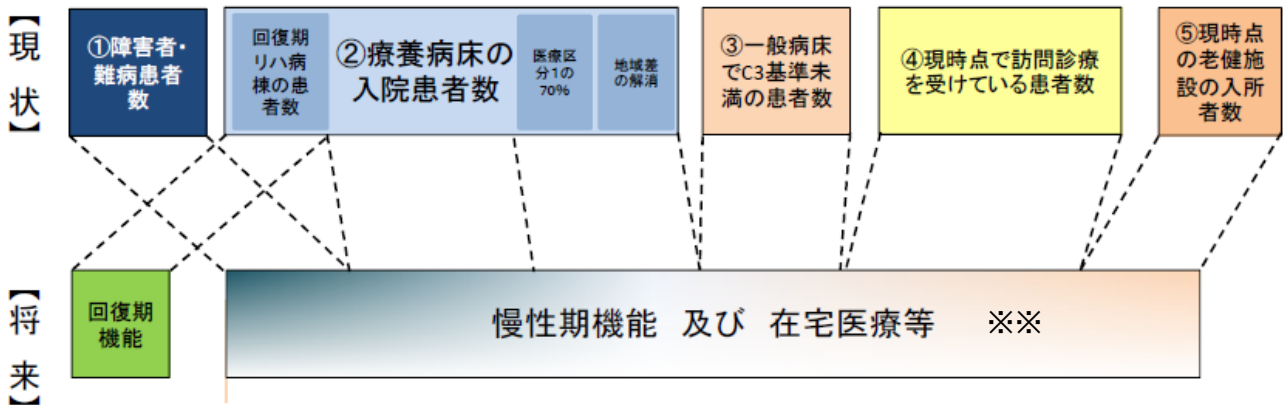 【現状】
①障害者・
難病患者
数
回復期
リハ病
棟の患
者数
②療養病床の
入院患者数
医療区
分1の
70%
地域差
の解消
③一般病床
でC3基準未
満の患者数
④現時点で訪問診療
を受けている患者数
⑤現時点
の老健施
設の入所
者数
【将来】
回復期
機能
慢性期機能 及び 在宅医療等 ※※